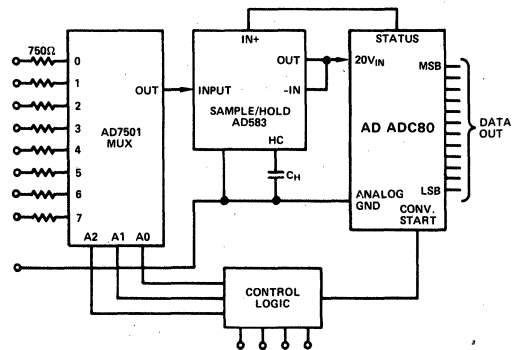 IN+
STATUS
750Ω
0
1
2
3
4
5
6
7
OUT
AD7501
MUX
A2 A1 A0
INPUT
OUT
-IN
SAMPLE/HOLD
AD583
HC
CH
20VIN
MSB
AD ADC80
DATA
OUT
LSB
ANALOG
GND
CONV.
START
CONTROL
LOGIC